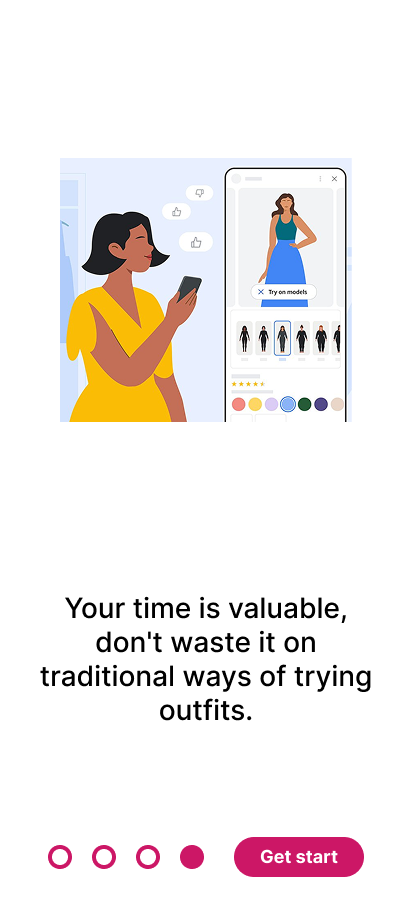 Try on models
Your time is valuable,
don't waste it on
traditional ways of trying
outfits.
Get start